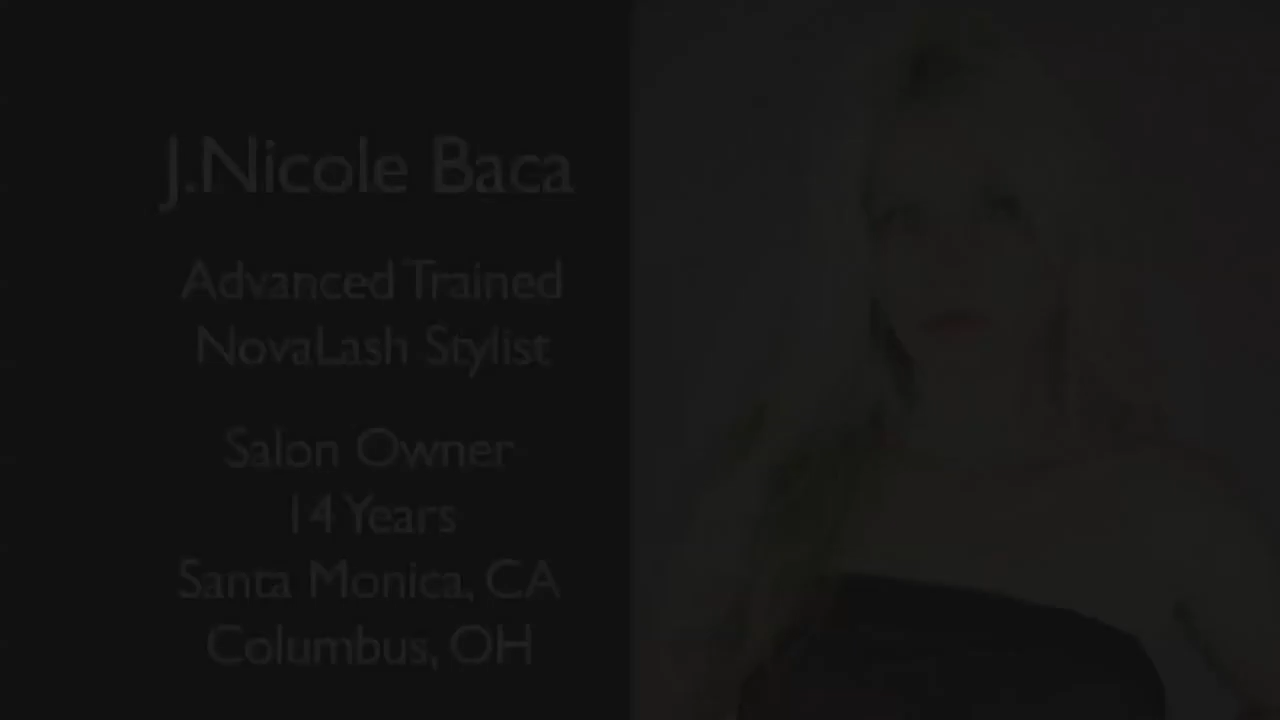 J.Nicole Baca
Advanced Trained
NovaLash Stylist
Salon Owner
14 Years
Santa Monica, CA
Columbus, OH